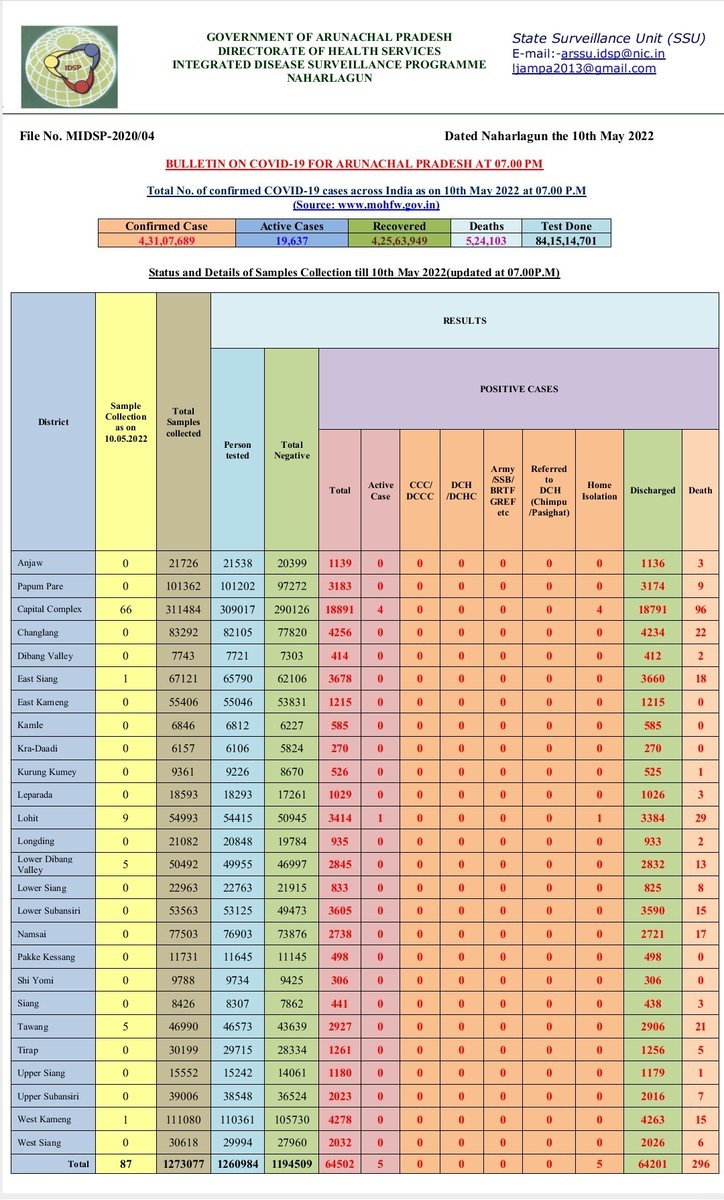 IDSP
GOVERNMENT OF ARUNACHAL PRADESH
DIRECTORATE OF HEALTH SERVICES
INTEGRATED DISEASE SURVEILLANCE PROGRAMME
NAHARLAGUN
State Surveillance Unit (SSU)
E-mail:-arssu.idsp@nic.in
ljampa2013@gmail.com
File No. MIDSP-2020/04 Dated Naharlagun the 10th May 2022
BULLETIN ON COVID-19 FOR ARUNACHAL PRADESH AT 07.00 PM
Total No. of confirmed COVID-19 cases across India as on 10th May 2022 at 07.00 P.M
(Source: www.mohfw.gov.in)
Confirmed Case Active Cases Recovered Deaths Test Done
4,31,07,689 19,637 4,25,63,949 5,24,103 84,15,14,701
Status and Details of Samples Collection till 10th May 2022(updated at 07.00P.M)
District
Sample
Collection
as on
10.05.2022
Total
Samples
collected
RESULTS
Person
tested
Total
Negative
POSITIVE CASES
Total
Active
Case
CCC/
DCCC
DCH
/DCHC
Army
/SSB/
BRTF
GREF
etc
Referred
to
DCH
(Chimpu
/Pasighat)
Home
Isolation
Discharged
Death
Anjaw 0 21726 21538 20399 1139 0 0 0 0 0 0 1136 3
Papum Pare 0 101362 101202 97272 3183 0 0 0 0 0 0 3174 9
Capital Complex 66 311484 309017 290126 18891 4 0 0 0 0 4 18791 96
Changlang 0 83292 82105 77820 4256 0 0 0 0 0 0 4234 22
Dibang Valley 0 7743 7721 7303 414 0 0 0 0 0 0 412 2
East Siang 1 67121 65790 62106 3678 0 0 0 0 0 0 3660 18
East Kameng 0 55406 55046 53831 1215 0 0 0 0 0 0 1215 0
Kamle 0 6846 6812 6227 585 0 0 0 0 0 0 585 0
Kra-Daadi 0 6157 6106 5824 270 0 0 0 0 0 0 270 0
Kurung Kumey 0 9361 9226 8670 526 0 0 0 0 0 0 525 1
Leparada 0 18593 18293 17261 1029 0 0 0 0 0 0 1026 3
Lohit 9 54993 54415 50945 3414 1 0 0 0 0 1 3384 29
Longding 0 21082 20848 19784 935 0 0 0 0 0 0 933 2
Lower Dibang
Valley 5 50492 49955 46997 2845 0 0 0 0 0 0 2832 13
Lower Siang 0 22963 22763 21915 833 0 0 0 0 0 0 825 8
Lower Subansiri 0 53563 53125 49473 3605 0 0 0 0 0 0 3590 15
Namsai 0 77503 76903 73876 2738 0 0 0 0 0 0 2721 17
Pakke Kessang 0 11731 11645 11145 498 0 0 0 0 0 0 498 0
Shi Yomi 0 9788 9734 9425 306 0 0 0 0 0 0 306 0
Siang 0 8426 8307 7862 441 0 0 0 0 0 0 438 3
Tawang 5 46990 46573 43639 2927 0 0 0 0 0 0 2906 21
Tirap 0 30199 29715 28334 1261 0 0 0 0 0 0 1256 5
Upper Siang 0 15552 15242 14061 1180 0 0 0 0 0 0 1179 1
Upper Subansiri 0 39006 38548 36524 2023 0 0 0 0 0 0 2016 7
West Kameng 1 111080 110361 105730 4278 0 0 0 0 0 0 4263 15
West Siang 0 30618 29994 27960 2032 0 0 0 0 0 0 2026 6
Total 87 1273077 1260984 1194509 64502 5 0 0 0 0 5 64201 296